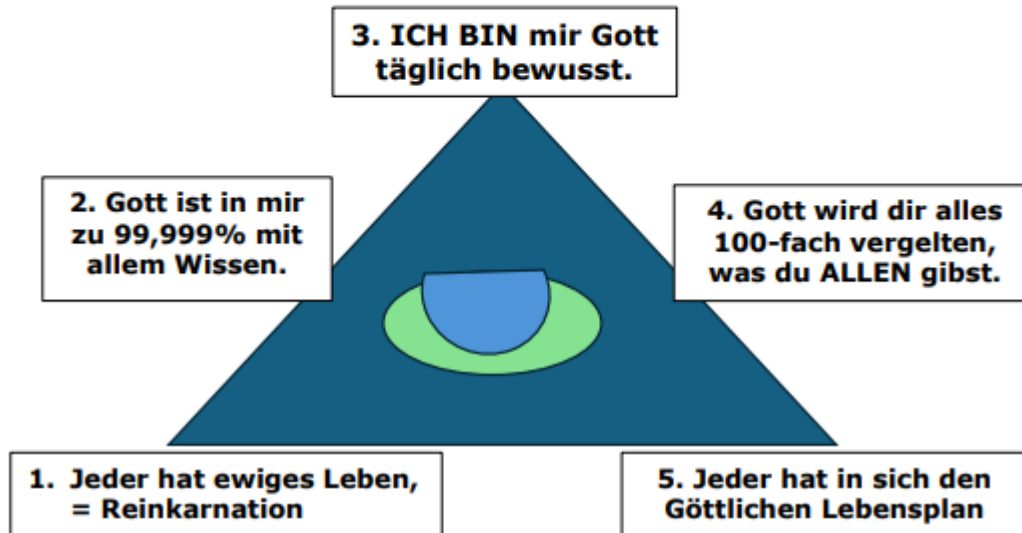 3. ICH BIN mir Gott
täglich bewusst.
2. Gott ist in mir
zu 99,999% mit
allem Wissen.
4. Gott wird dir alles
100-fach vergelten,
was du ALLEN gibst.
1. Jeder hat ewiges Leben,
= Reinkarnation
5. Jeder hat in sich den
Göttlichen Lebensplan